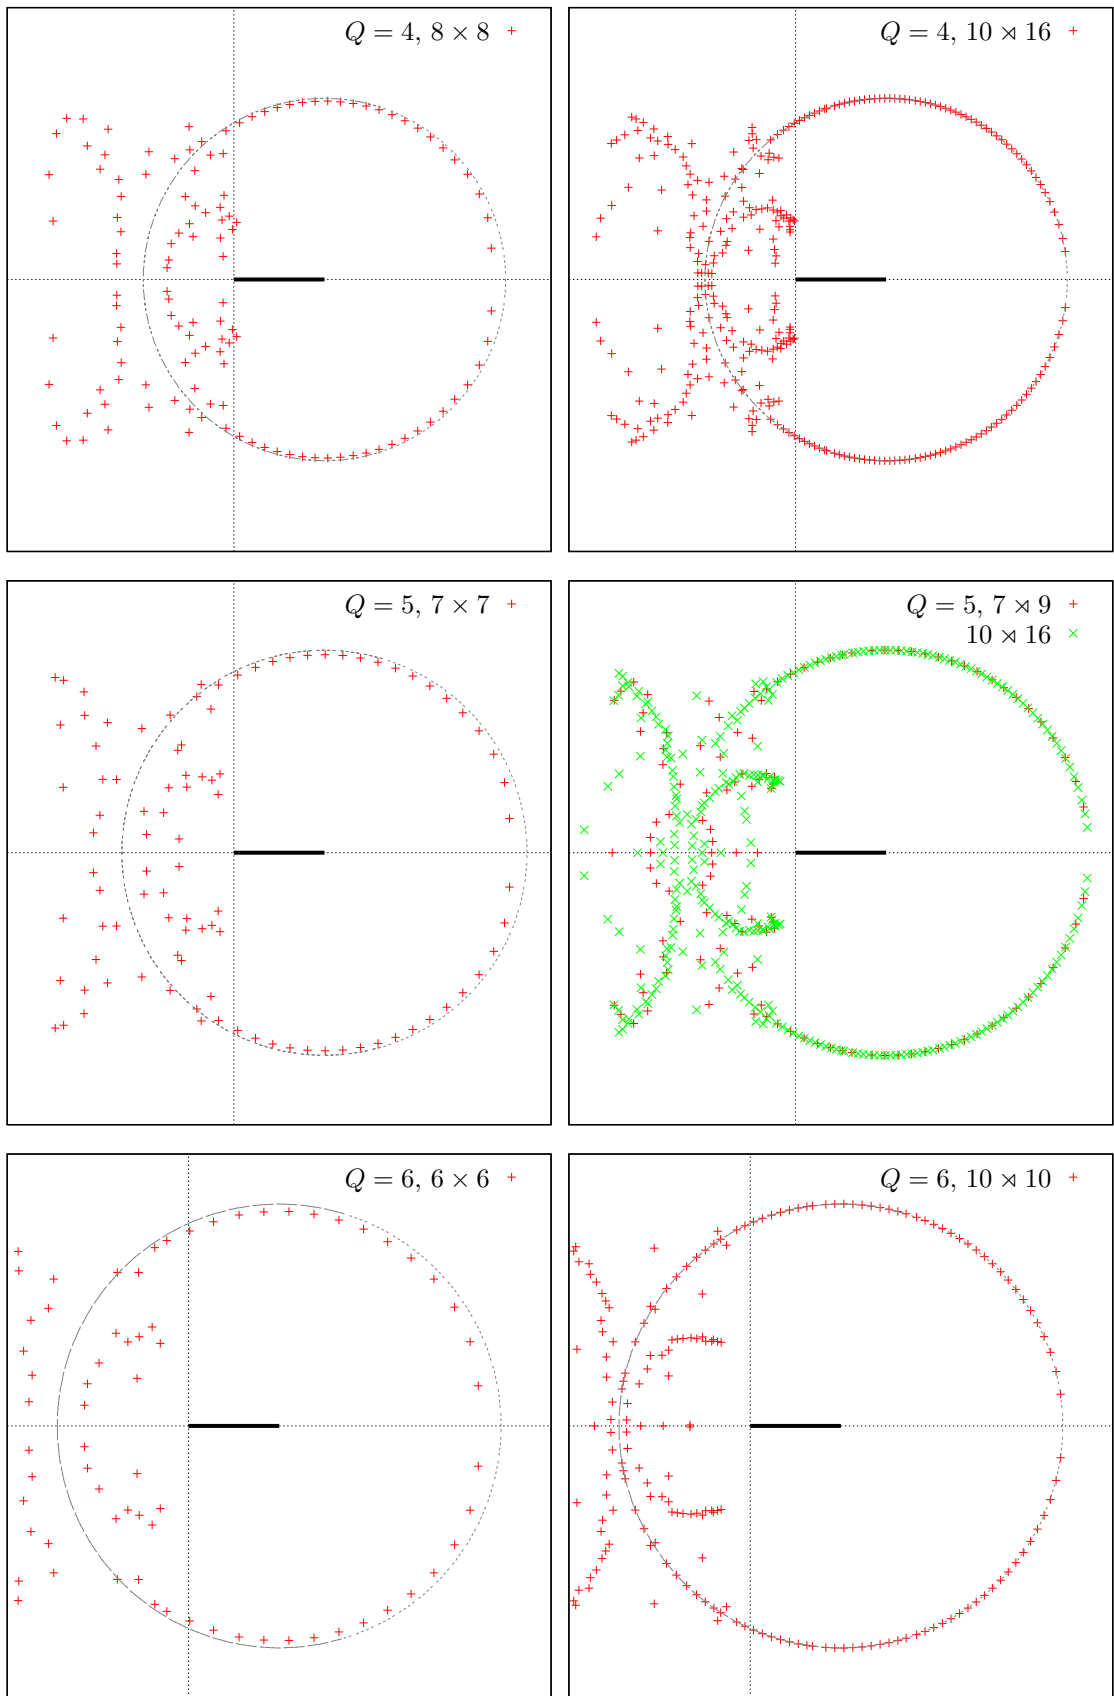 Q = 4, 8 × 8
Q = 4, 10 ⋊ 16
Q = 5, 7 × 7
Q = 5, 7 ⋊ 9
10 ⋊ 16
Q = 6, 6 × 6
Q = 6, 10 ⋊ 10